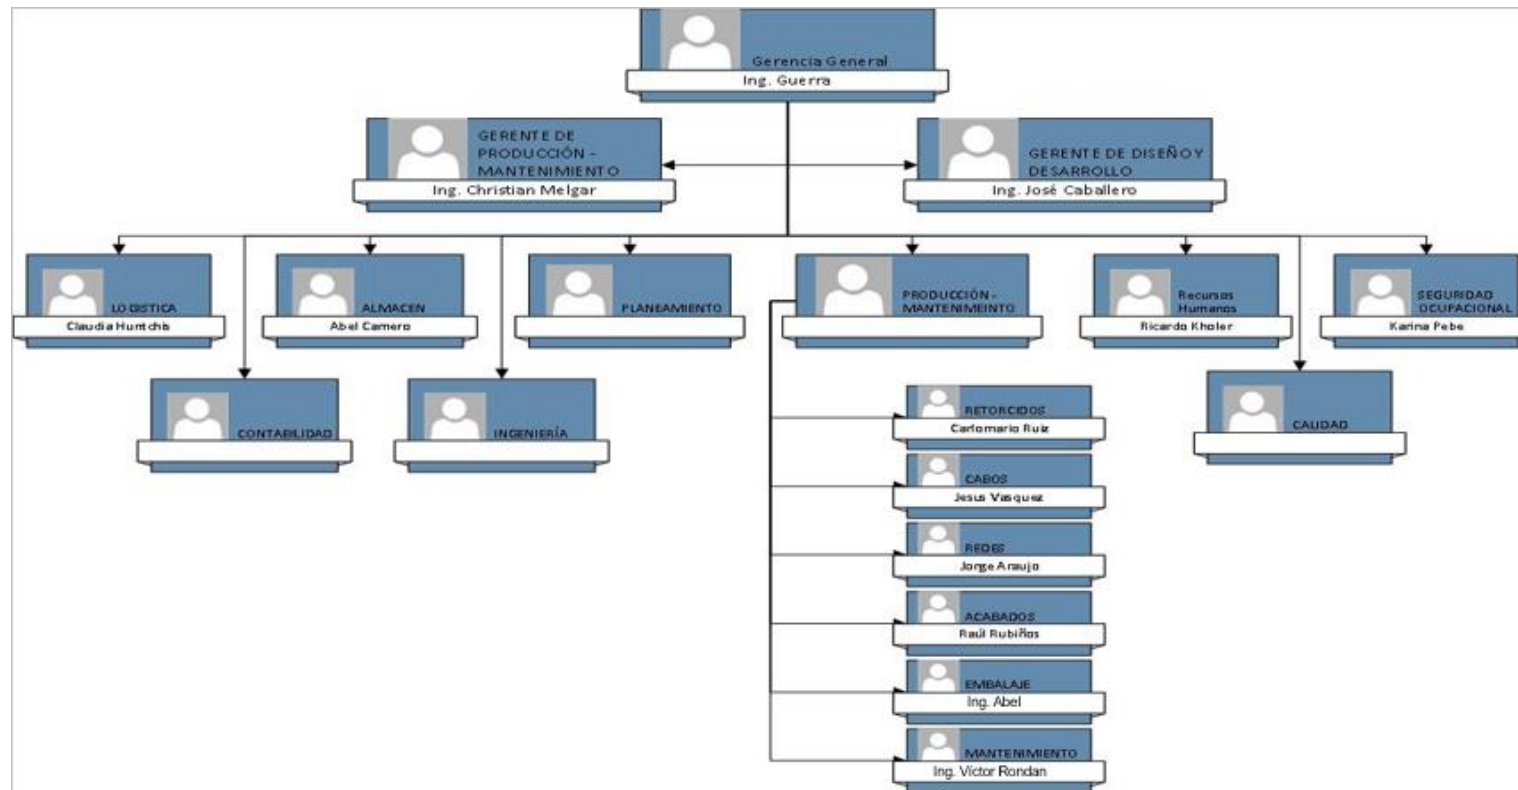 Gerencia General
Ing. Guerra
GERENTE DE
PRODUCCIÓN -
MANTENIMIENTO
Ing. Christian Melgar
GERENTE DE DISEÑO Y
DESARROLLO
Ing. José Caballero
LOGISTICA
Claudia Huntchis
ALMACEN
Abel Camero
PLANEAMIENTO
PRODUCCIÓN -
MANTENIMEINTO
Recursos
Humanos
Ricardo Kholer
SEGURIDAD
OCUPACIONAL
Karina Pebe
CONTABILIDAD
INGENIERÍA
CALIDAD
RETORCIDOS
Carlomario Ruiz
CABOS
Jesus Vasquez
REDES
Jorge Araujo
ACABADOS
Raúl Rubiños
EMBALAJE
Ing. Abel
MANTENIMIENTO
Ing. Víctor Rondan